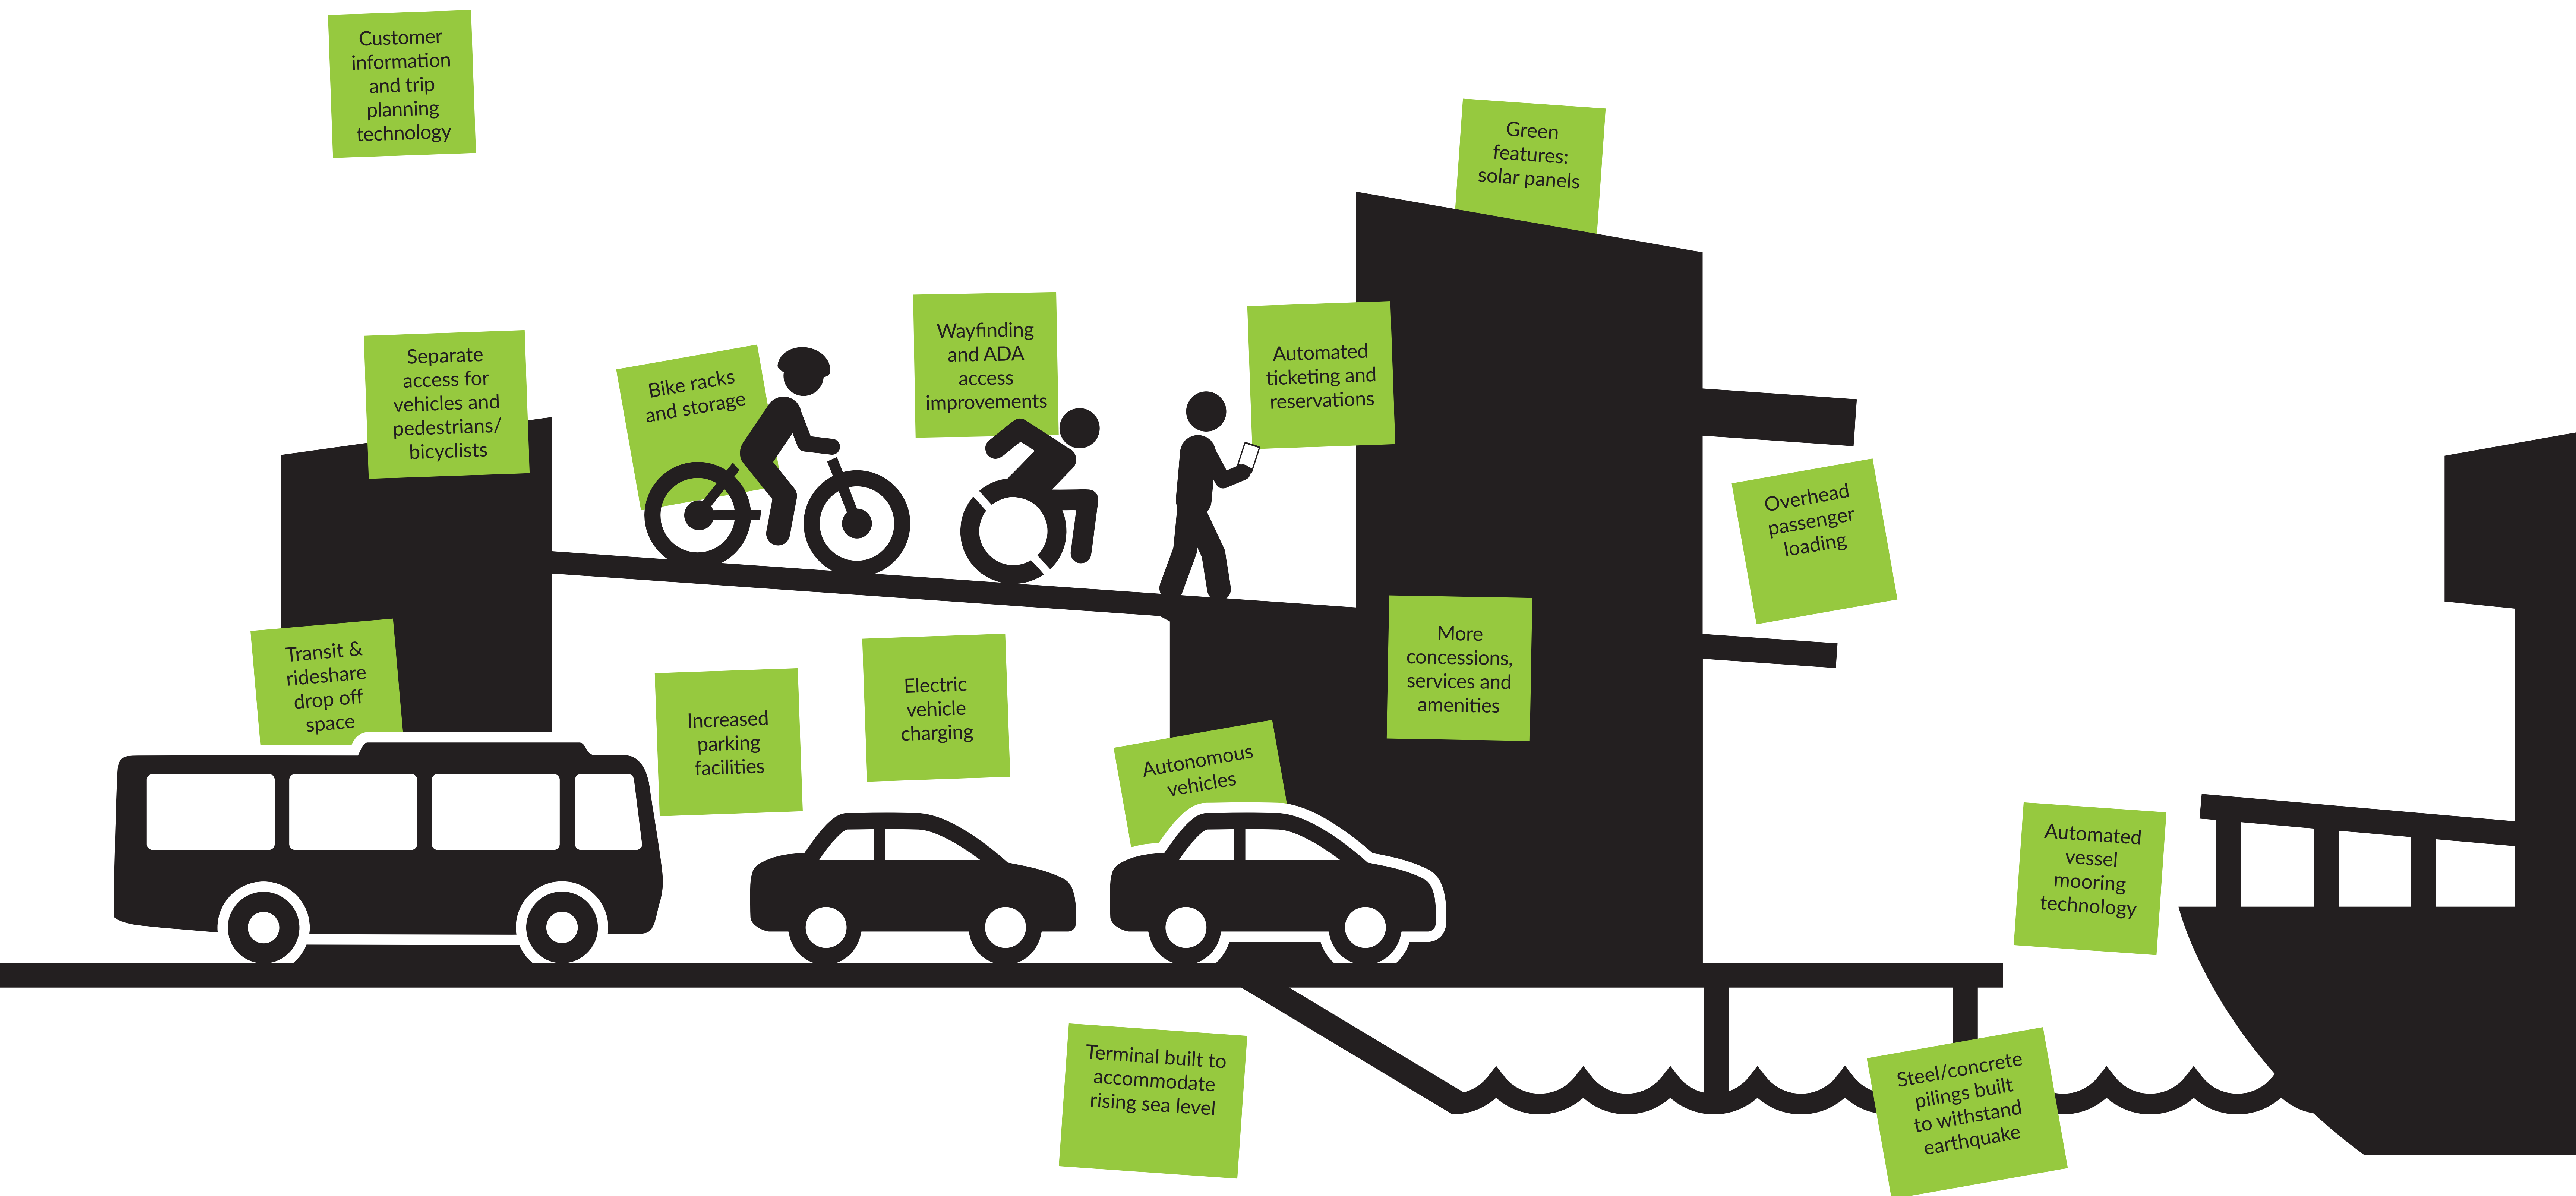 Customer
information
and trip
planning
technology
Green
features:
solar panels
Separate
access for
vehicles and
pedestrians/
bicyclists
Bike racks
and storage
Wayfinding
and ADA
access
improvements
Automated
ticketing and
reservations
Overhead
passenger
loading
Transit &
rideshare
drop off
space
Increased
parking
facilities
Electric
vehicle
charging
Autonomous
vehicles
More
concessions,
services and
amenities
Automated
vessel
mooring
technology
Terminal built to
accommodate
rising sea level
Steel/concrete
pilings built
to withstand
earthquake